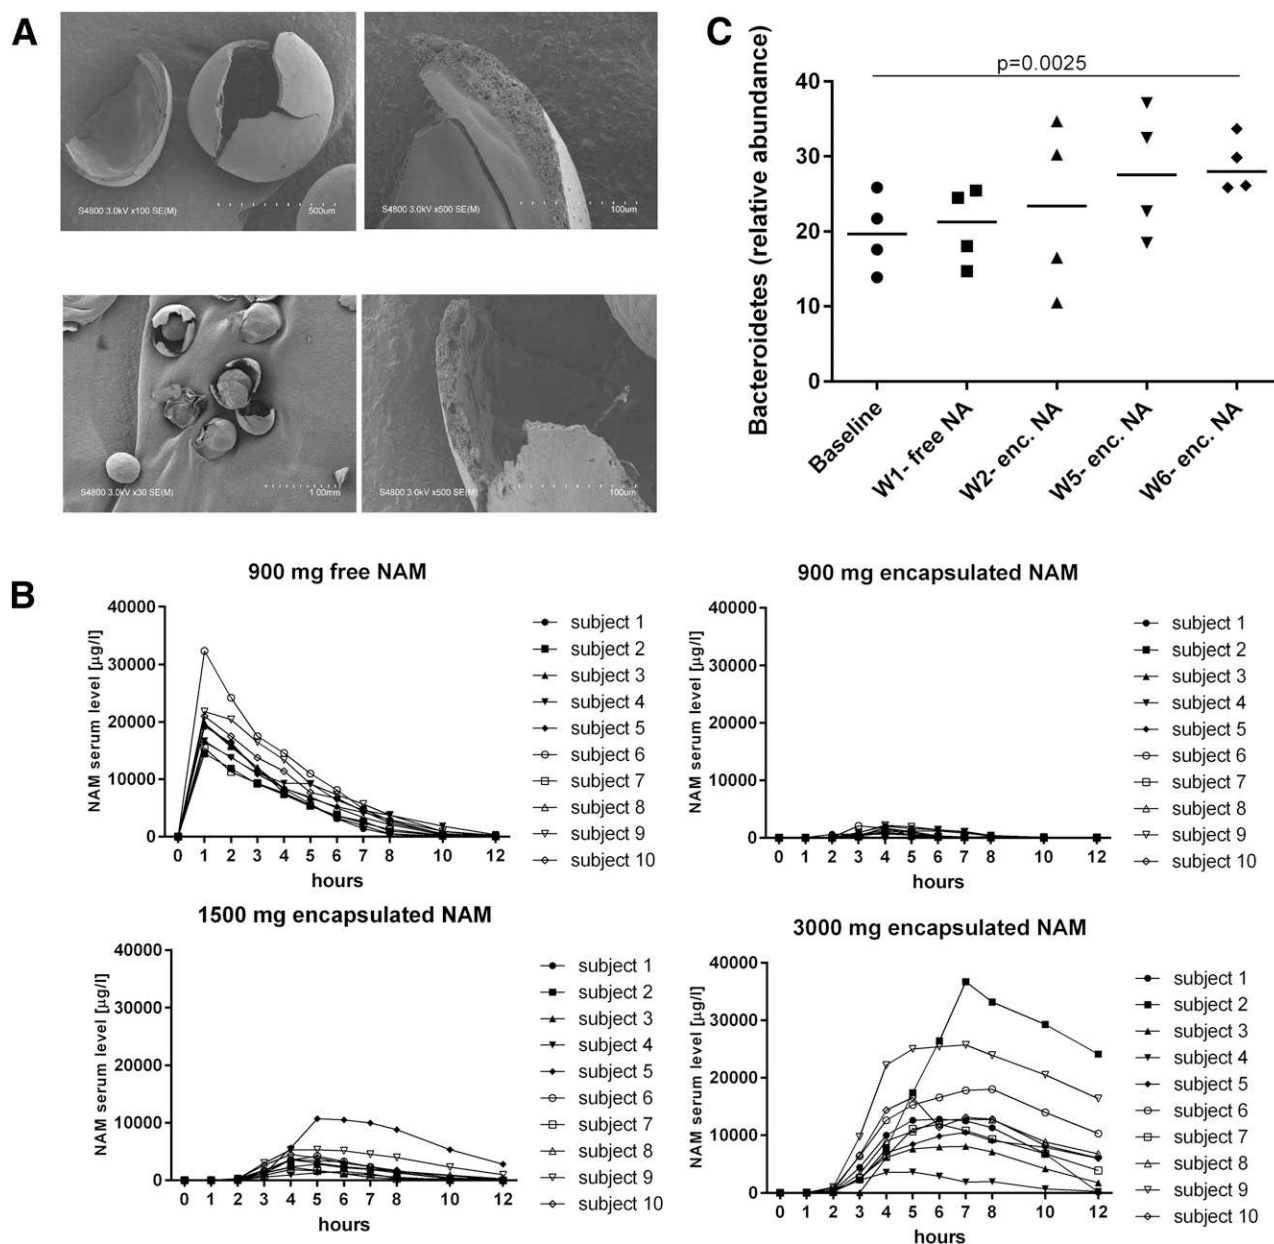 A
S4800 3.0kV x100 SE(M) 500um
S4800 3.0kV x500 SE(M) 100um
S4800 3.0kV x30 SE(M) 1.00mm
S4800 3.0kV x500 SE(M) 100um
C
p=0.0025
Bacteroidetes (relative abundance)
40
30
20
10
0
Baseline
W1- free NA
W2- enc. NA
W5- enc. NA
W6- enc. NA
B
900 mg free NAM
NAM serum level [µg/l]
40000
30000
20000
10000
0
0 1 2 3 4 5 6 7 8 10 12
hours
subject 1
subject 2
subject 3
subject 4
subject 5
subject 6
subject 7
subject 8
subject 9
subject 10
900 mg encapsulated NAM
NAM serum level [µg/l]
40000
30000
20000
10000
0
0 1 2 3 4 5 6 7 8 10 12
hours
subject 1
subject 2
subject 3
subject 4
subject 5
subject 6
subject 7
subject 8
subject 9
subject 10
1500 mg encapsulated NAM
NAM serum level [µg/l]
40000
30000
20000
10000
0
0 1 2 3 4 5 6 7 8 10 12
hours
subject 1
subject 2
subject 3
subject 4
subject 5
subject 6
subject 7
subject 8
subject 9
subject 10
3000 mg encapsulated NAM
NAM serum level [µg/l]
40000
30000
20000
10000
0
0 1 2 3 4 5 6 7 8 10 12
hours
subject 1
subject 2
subject 3
subject 4
subject 5
subject 6
subject 7
subject 8
subject 9
subject 10